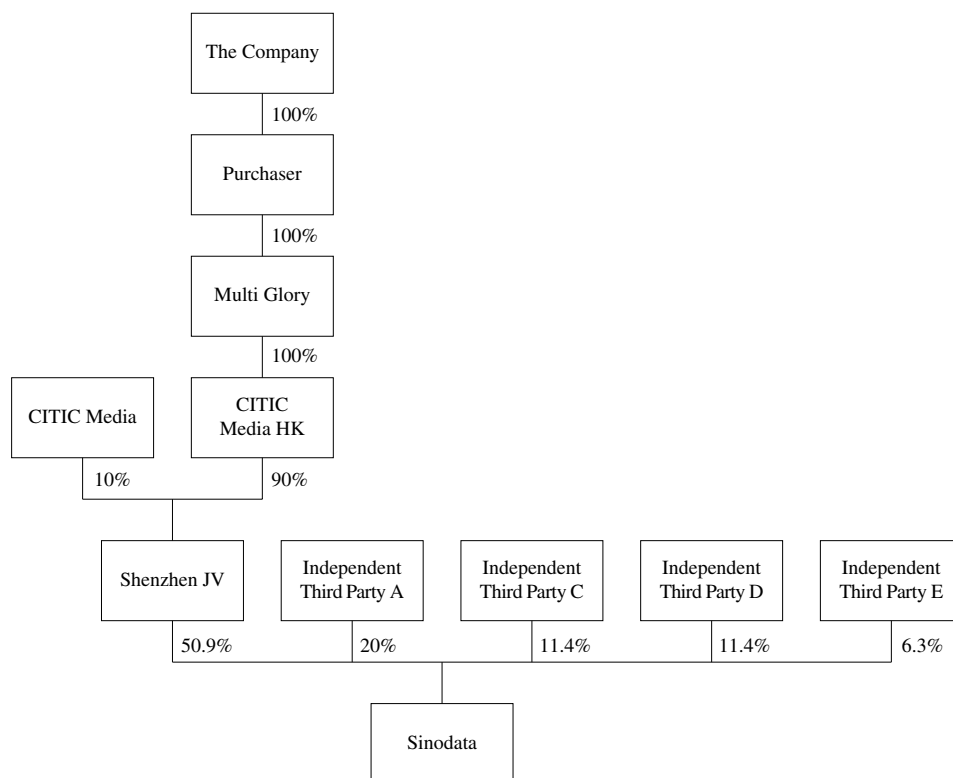 The Company
100%
Purchaser
100%
Multi Glory
100%
CITIC Media
CITIC
Media HK
10%
90%
Shenzhen JV
Independent
Third Party A
Independent
Third Party C
Independent
Third Party D
Independent
Third Party E
50.9%
20%
11.4%
11.4%
6.3%
Sinodata